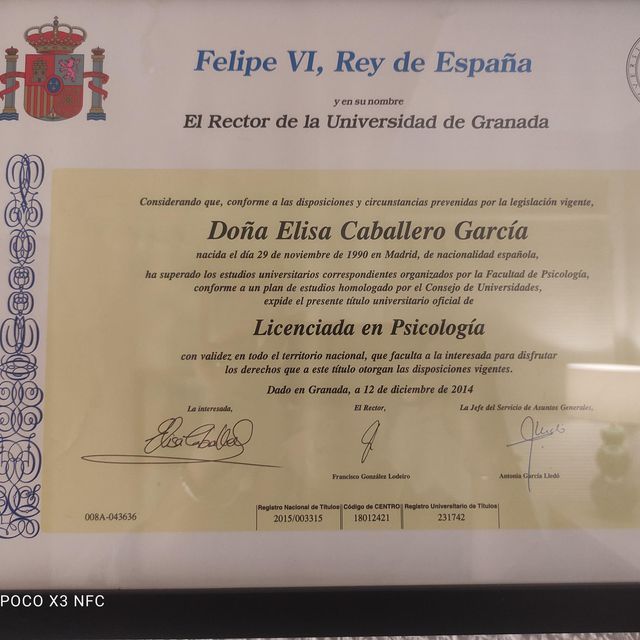 Felipe VI, Rey de España
y en su nombre
El Rector de la Universidad de Granada
Considerando que, conforme a las disposiciones y circunstancias prevenidas por la legislación vigente,
Doña Elisa Caballero García
nacida el día 29 de noviembre de 1990 en Madrid, de nacionalidad española,
ha superado los estudios universitarios correspondientes organizados por la Facultad de Psicología,
conforme a un plan de estudios homologado por el Consejo de Universidades,
expide el presente título universitario oficial de
Licenciada en Psicología
con validez en todo el territorio nacional, que faculta a la interesada para disfrutar
los derechos que a este título otorgan las disposiciones vigentes.
Dado en Granada, a 12 de diciembre de 2014
La interesada, El Rector, La Jefe del Servicio de Asuntos Generales,
Elisa Caballero
Francisco González Lodeiro Antonia García Lledó
Registro Nacional de Títulos Código de CENTRO Registro Universitario de Títulos
008A-043636 2015/003315 18012421 231742
POCO X3 NFC